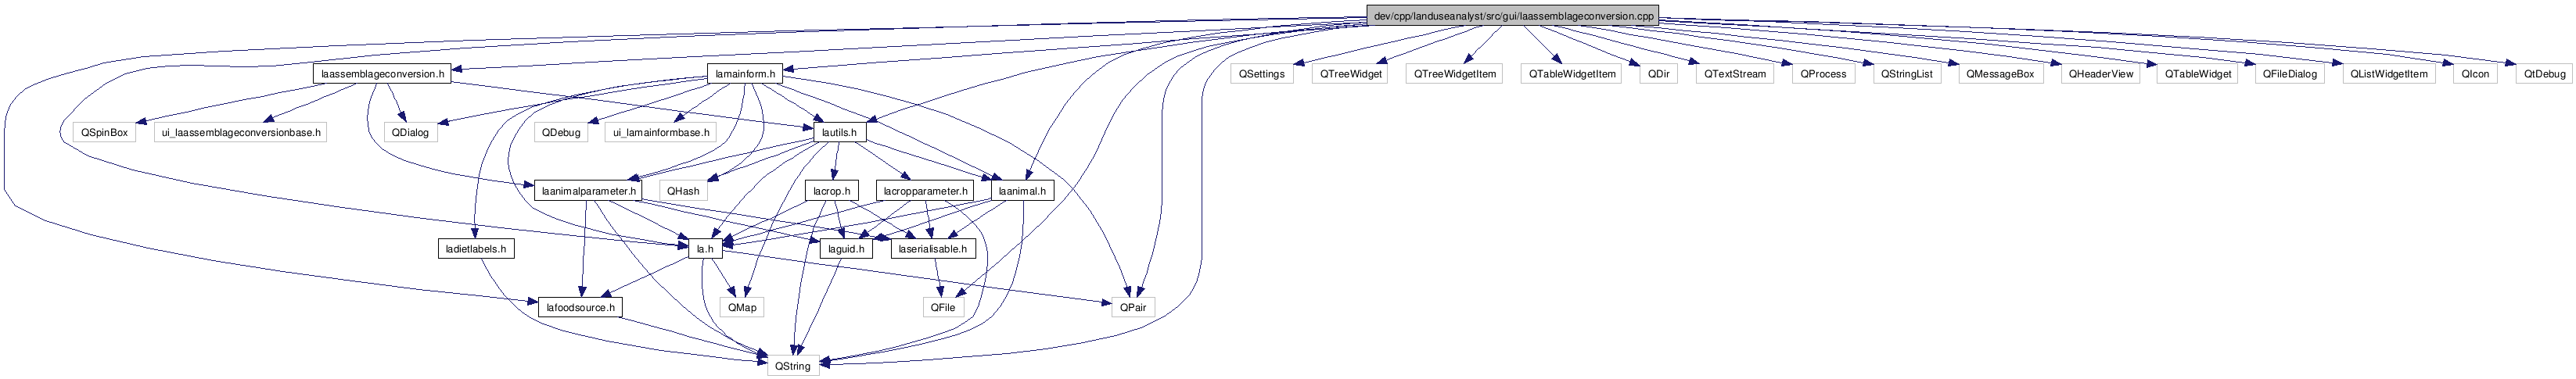 dev/cpp/landuseanalyst/src/gui/laassemblageconversion.cpp
laassemblageconversion.h
lamainform.h
QSettings
QTreeWidget
QTreeWidgetItem
QTableWidgetItem
QDir
QTextStream
QProcess
QStringList
QMessageBox
QHeaderView
QTableWidget
QFileDialog
QListWidgetItem
QIcon
QtDebug
QSpinBox
ui_laassemblageconversionbase.h
QDialog
QDebug
ui_lamainformbase.h
lautils.h
laanimalparameter.h
QHash
lacrop.h
lacropparameter.h
laanimal.h
ladietlabels.h
la.h
laguid.h
laserialisable.h
lafoodsource.h
QMap
QFile
QPair
QString